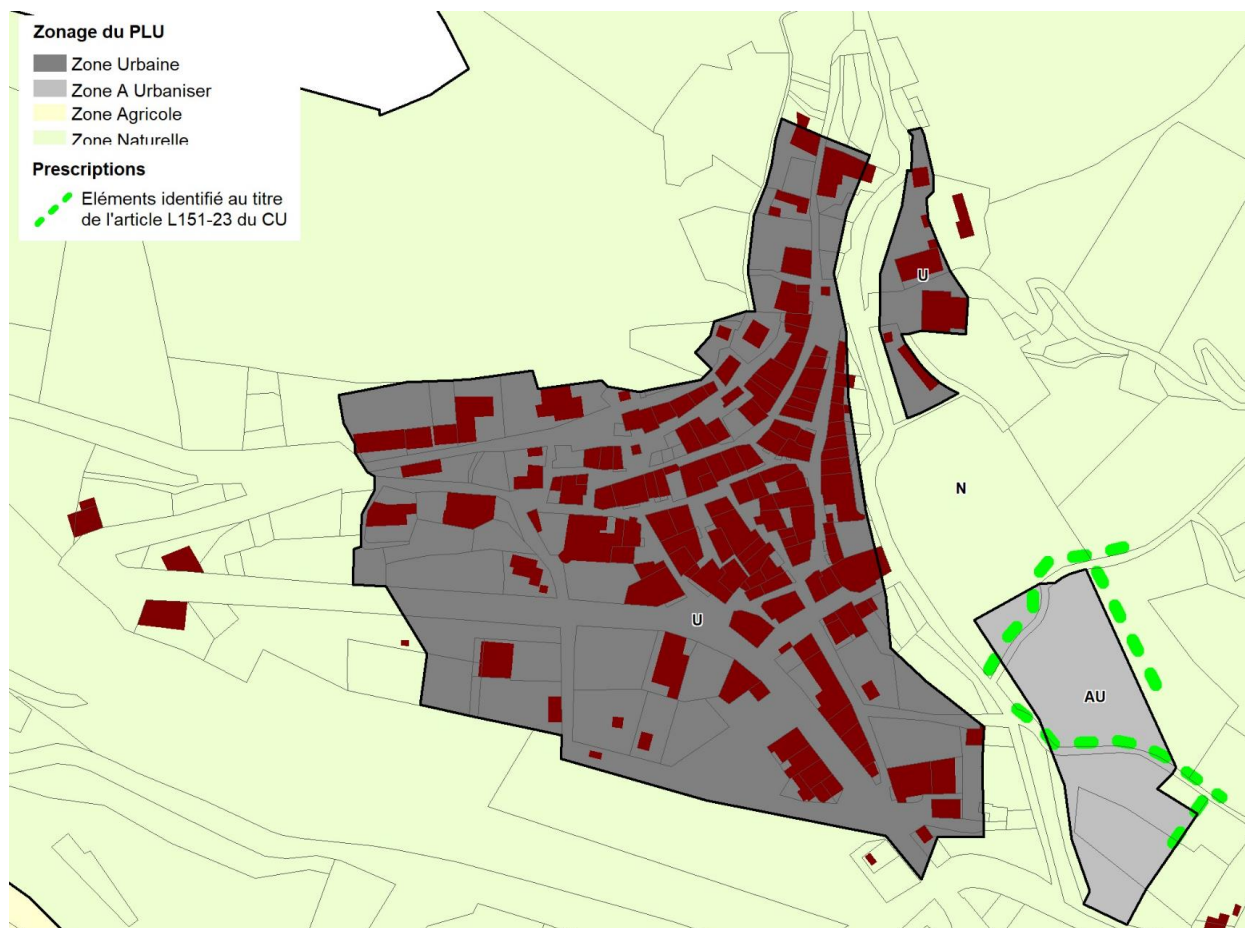 Zonage du PLU
Zone Urbaine
Zone A Urbaniser
Zone Agricole
Zone Naturelle
Prescriptions
Eléments identifié au titre
de l'article L151-23 du CU
U
N
U
AU